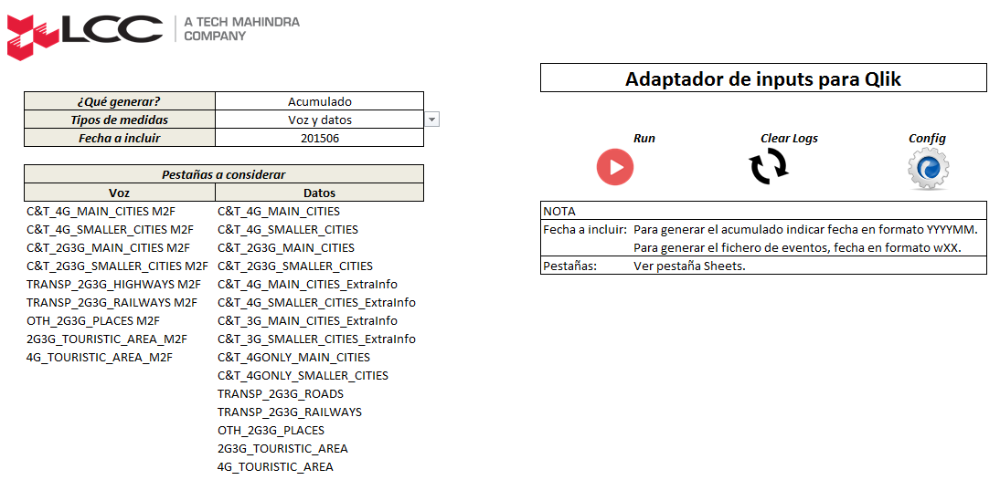 LCC A TECH MAHINDRA
COMPANY
Adaptador de inputs para Qlik
¿Qué generar? Acumulado
Tipos de medidas Voz y datos
Fecha a incluir 201506
Run Clear Logs Config
Pestañas a considerar
Voz Datos
C&T_4G_MAIN_CITIES M2F C&T_4G_MAIN_CITIES
C&T_4G_SMALLER_CITIES M2F C&T_4G_SMALLER_CITIES
C&T_2G3G_MAIN_CITIES M2F C&T_2G3G_MAIN_CITIES
C&T_2G3G_SMALLER_CITIES M2F C&T_2G3G_SMALLER_CITIES
TRANSP_2G3G_HIGHWAYS M2F C&T_4G_MAIN_CITIES_ExtraInfo
TRANSP_2G3G_RAILWAYS M2F C&T_4G_SMALLER_CITIES_ExtraInfo
OTH_2G3G_PLACES M2F C&T_3G_MAIN_CITIES_ExtraInfo
2G3G_TOURISTIC_AREA_M2F C&T_3G_SMALLER_CITIES_ExtraInfo
4G_TOURISTIC_AREA_M2F C&T_4GONLY_MAIN_CITIES
C&T_4GONLY_SMALLER_CITIES
TRANSP_2G3G_ROADS
TRANSP_2G3G_RAILWAYS
OTH_2G3G_PLACES
2G3G_TOURISTIC_AREA
4G_TOURISTIC_AREA
NOTA
Fecha a incluir: Para generar el acumulado indicar fecha en formato YYYYMM.
Para generar el fichero de eventos, fecha en formato wXX.
Pestañas: Ver pestaña Sheets.